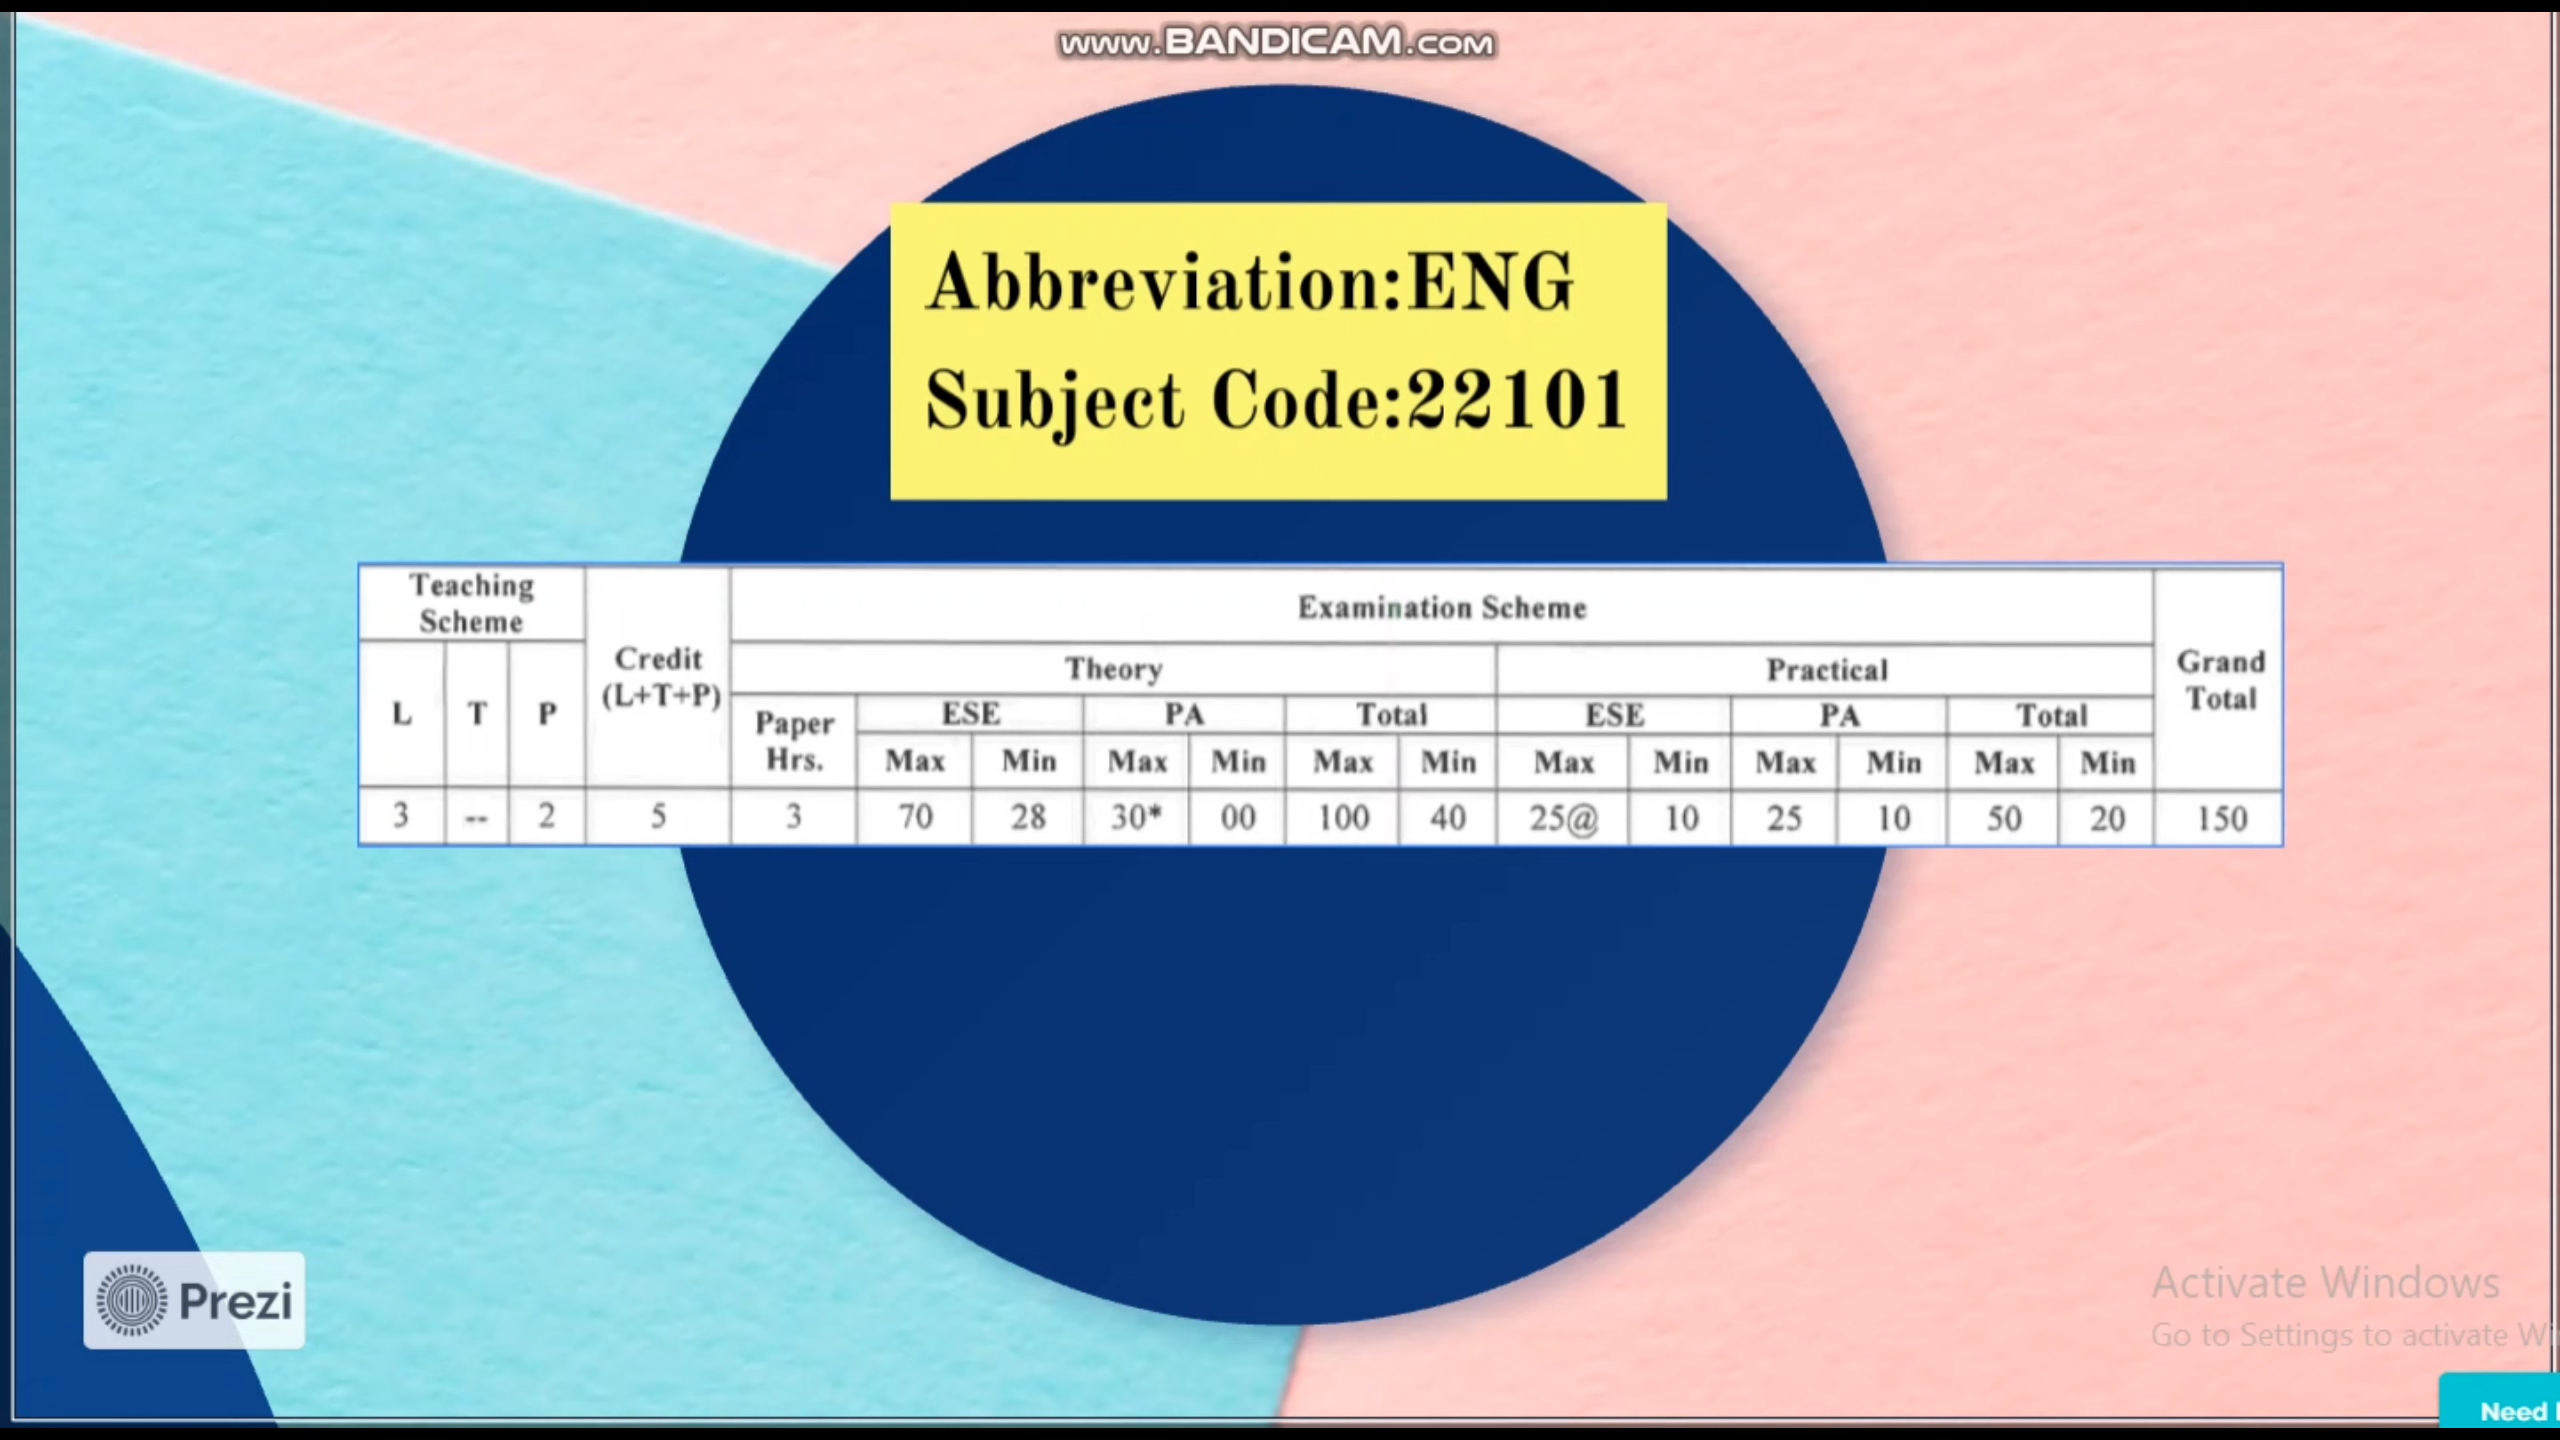 www.BANDICAM.com
Abbreviation:ENG
Subject Code:22101
Teaching Scheme Credit (L+T+P) Examination Scheme Grand Total
L T P Theory Practical
Paper Hrs. ESE PA Total ESE PA Total
Max Min Max Min Max Min Max Min Max Min Max Min
3 -- 2 5 3 70 28 30* 00 100 40 25@ 10 25 10 50 20 150
Prezi
Activate Windows
Go to Settings to activate
Need